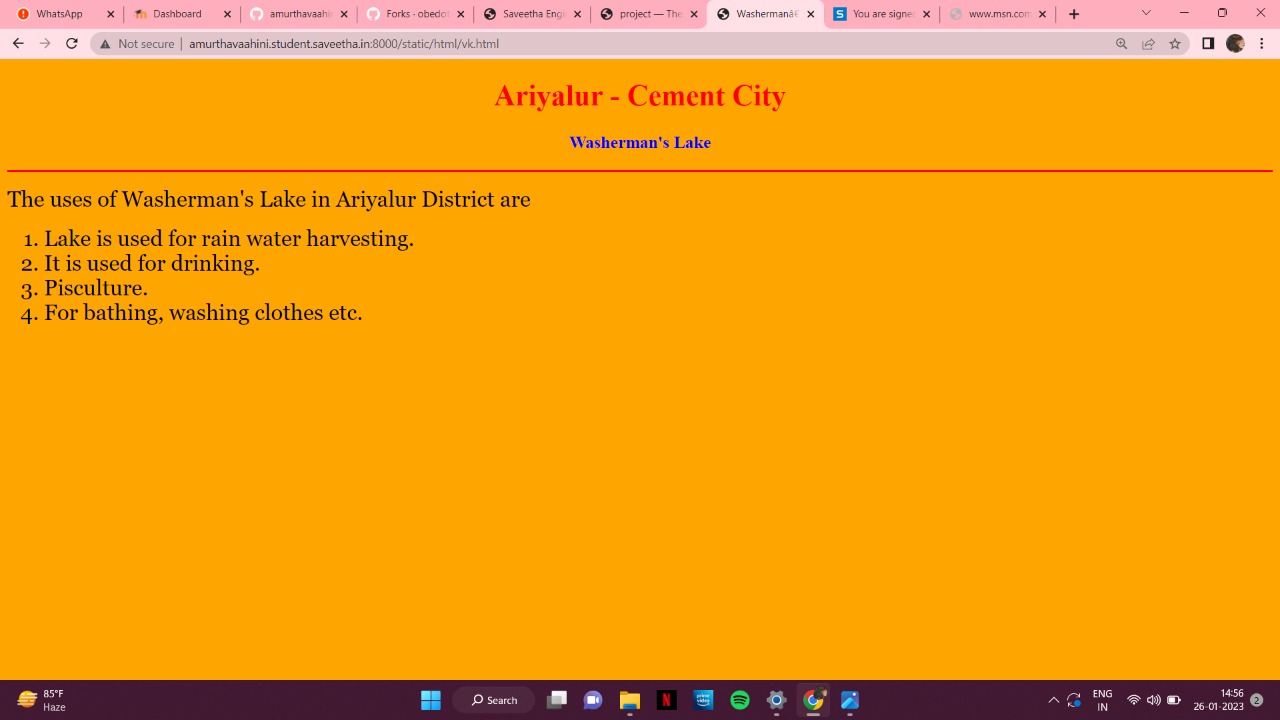 WhatsApp
Dashboard
amurthavaahi
Forks · obedot
Saveetha Engi
project — The
Washermanâ€
You are signe
www.msn.com
Not secure | amurthavaahini.student.saveetha.in:8000/static/html/vk.html
Ariyalur - Cement City
Washerman's Lake
The uses of Washerman's Lake in Ariyalur District are
1. Lake is used for rain water harvesting.
2. It is used for drinking.
3. Pisculture.
4. For bathing, washing clothes etc.
85°F
Haze
Search
prime video
ENG
IN
14:56
26-01-2023
2